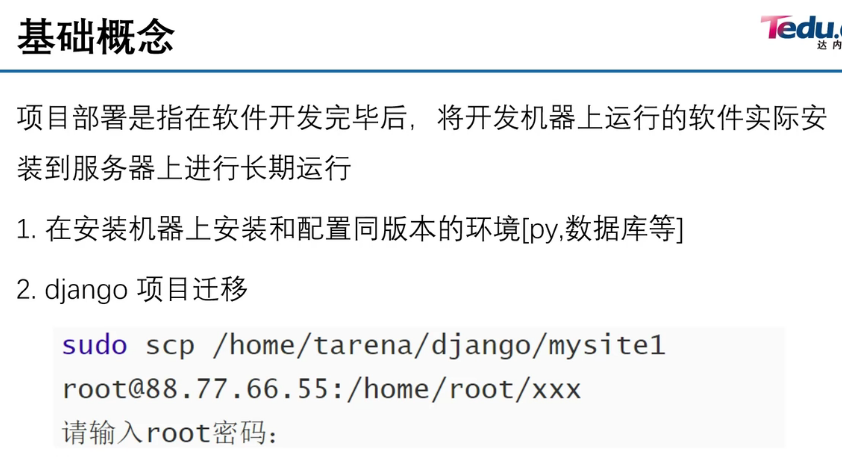 基础概念
Tedu.
达内
项目部署是指在软件开发完毕后，将开发机器上运行的软件实际安
装到服务器上进行长期运行
1. 在安装机器上安装和配置同版本的环境[py,数据库等]
2. django 项目迁移
sudo scp /home/tarena/django/mysite1
root@88.77.66.55:/home/root/xxx
请输入root密码：